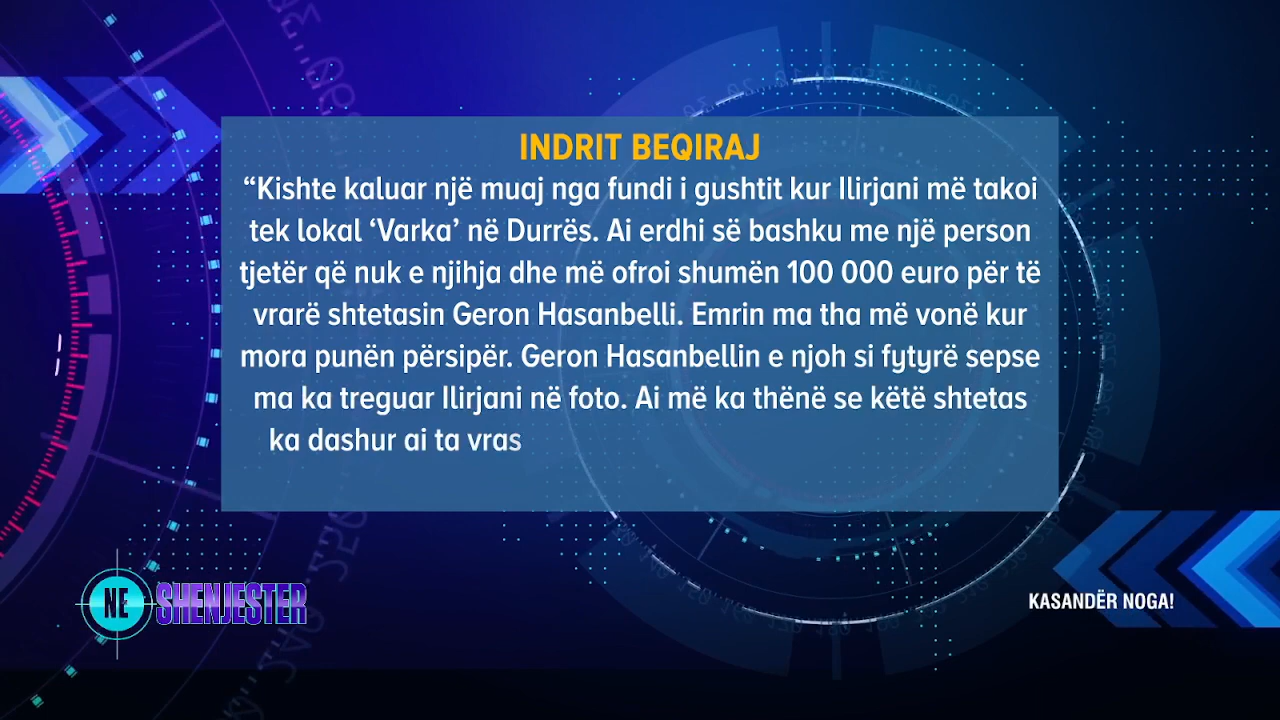 INDRIT BEQIRAJ
“Kishte kaluar një muaj nga fundi i gushtit kur Ilirjani më takoi
tek lokal ‘Varka’ në Durrës. Ai erdhi së bashku me një person
tjetër që nuk e njihja dhe më ofroi shumën 100 000 euro për të
vrarë shtetasin Geron Hasanbelli. Emrin ma tha më vonë kur
mora punën përsipër. Geron Hasanbellin e njoh si fytyrë sepse
ma ka treguar Ilirjani në foto. Ai më ka thënë se këtë shtetas
ka dashur ai ta vras
NE SHENJESTER
KASANDËR NOGA!